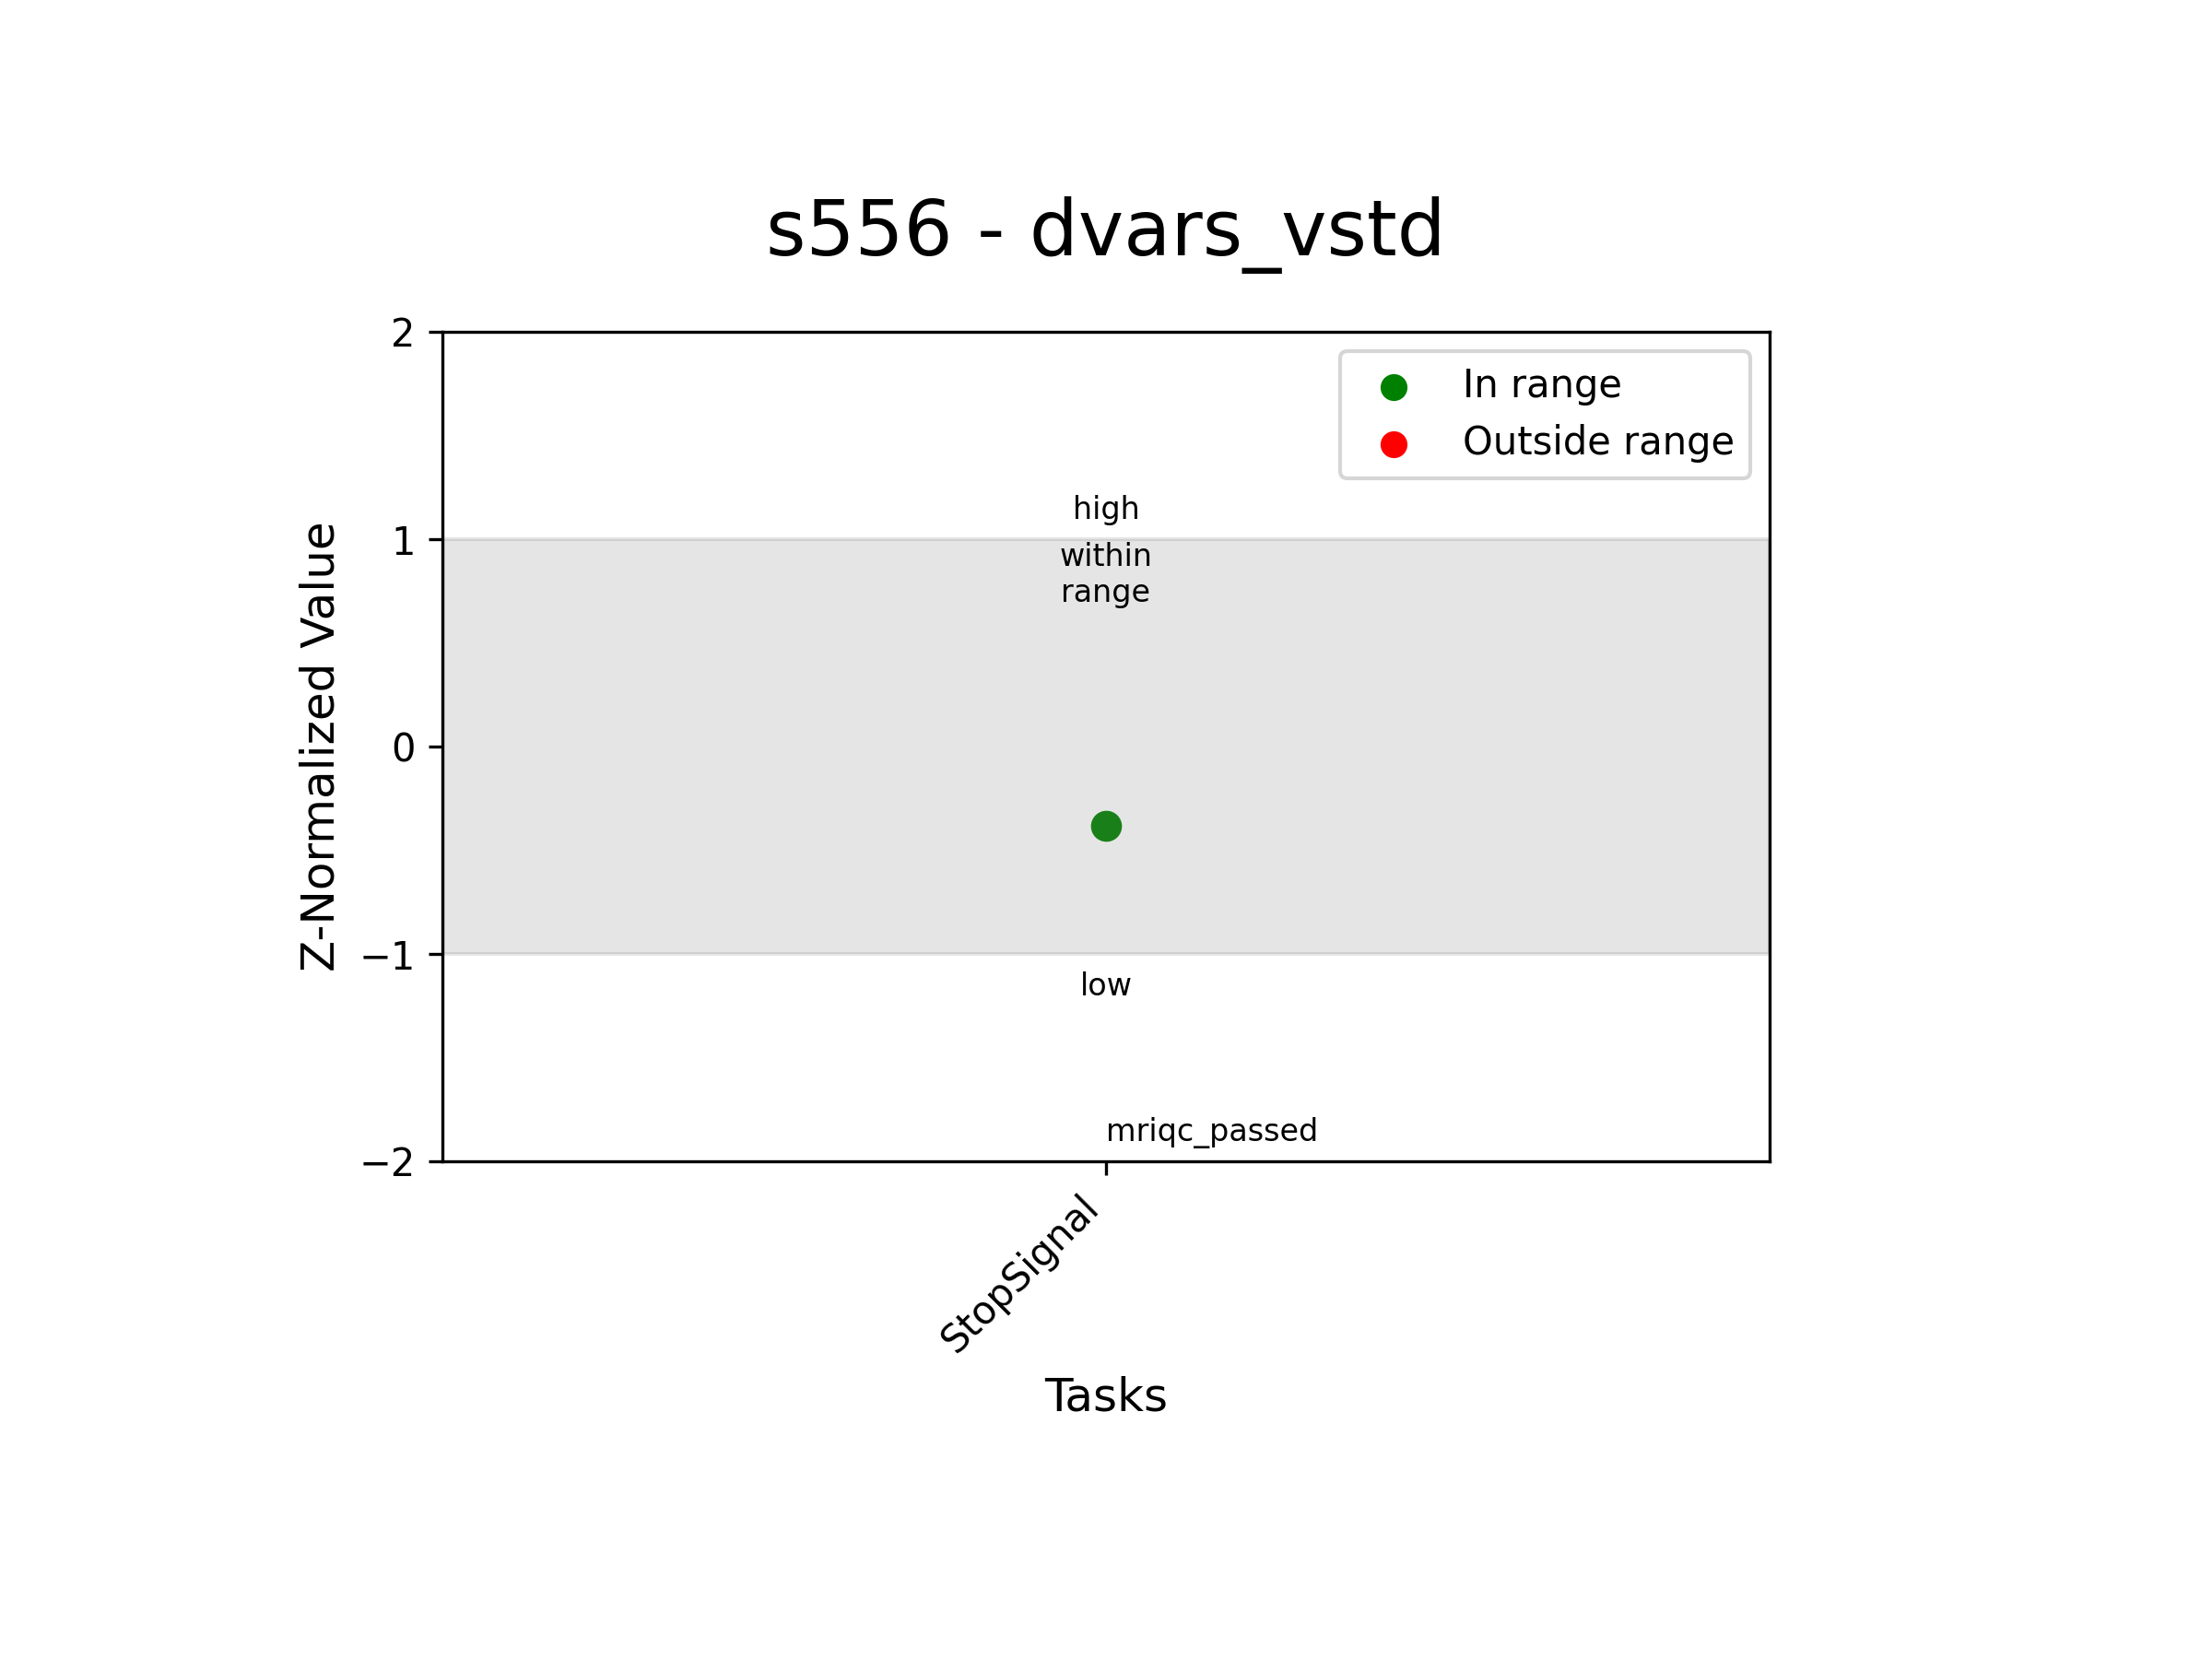 s556 - dvars_vstd
2
In range
Outside range
high
1
within
range
Z-Normalized Value
0
−1
low
mriqc_passed
−2
StopSignal
Tasks